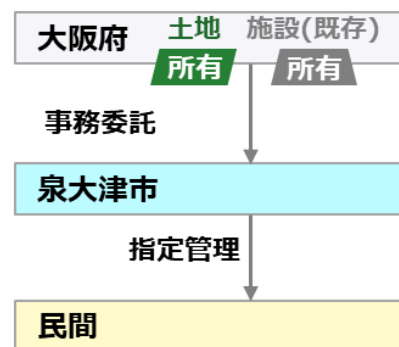 大阪府 土地 施設(既存)
所有 所有
事務委託
泉大津市
指定管理
民間